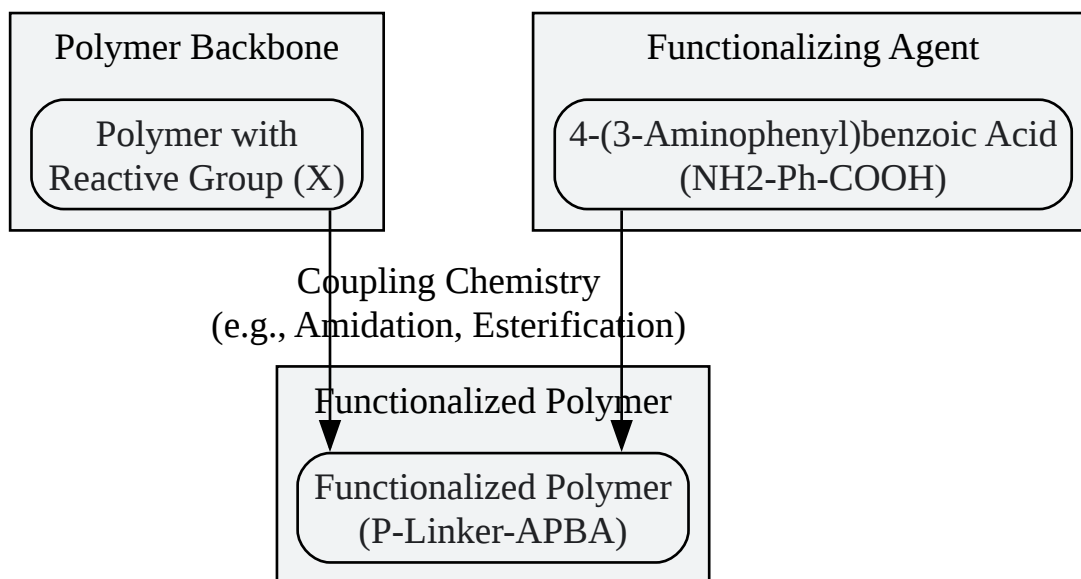 Polymer Backbone
Polymer with
Reactive Group (X)
Functionalizing Agent
4-(3-Aminophenyl)benzoic Acid
(NH2-Ph-COOH)
Coupling Chemistry
(e.g., Amidation, Esterification)
Functionalized Polymer
Functionalized Polymer
(P-Linker-APBA)